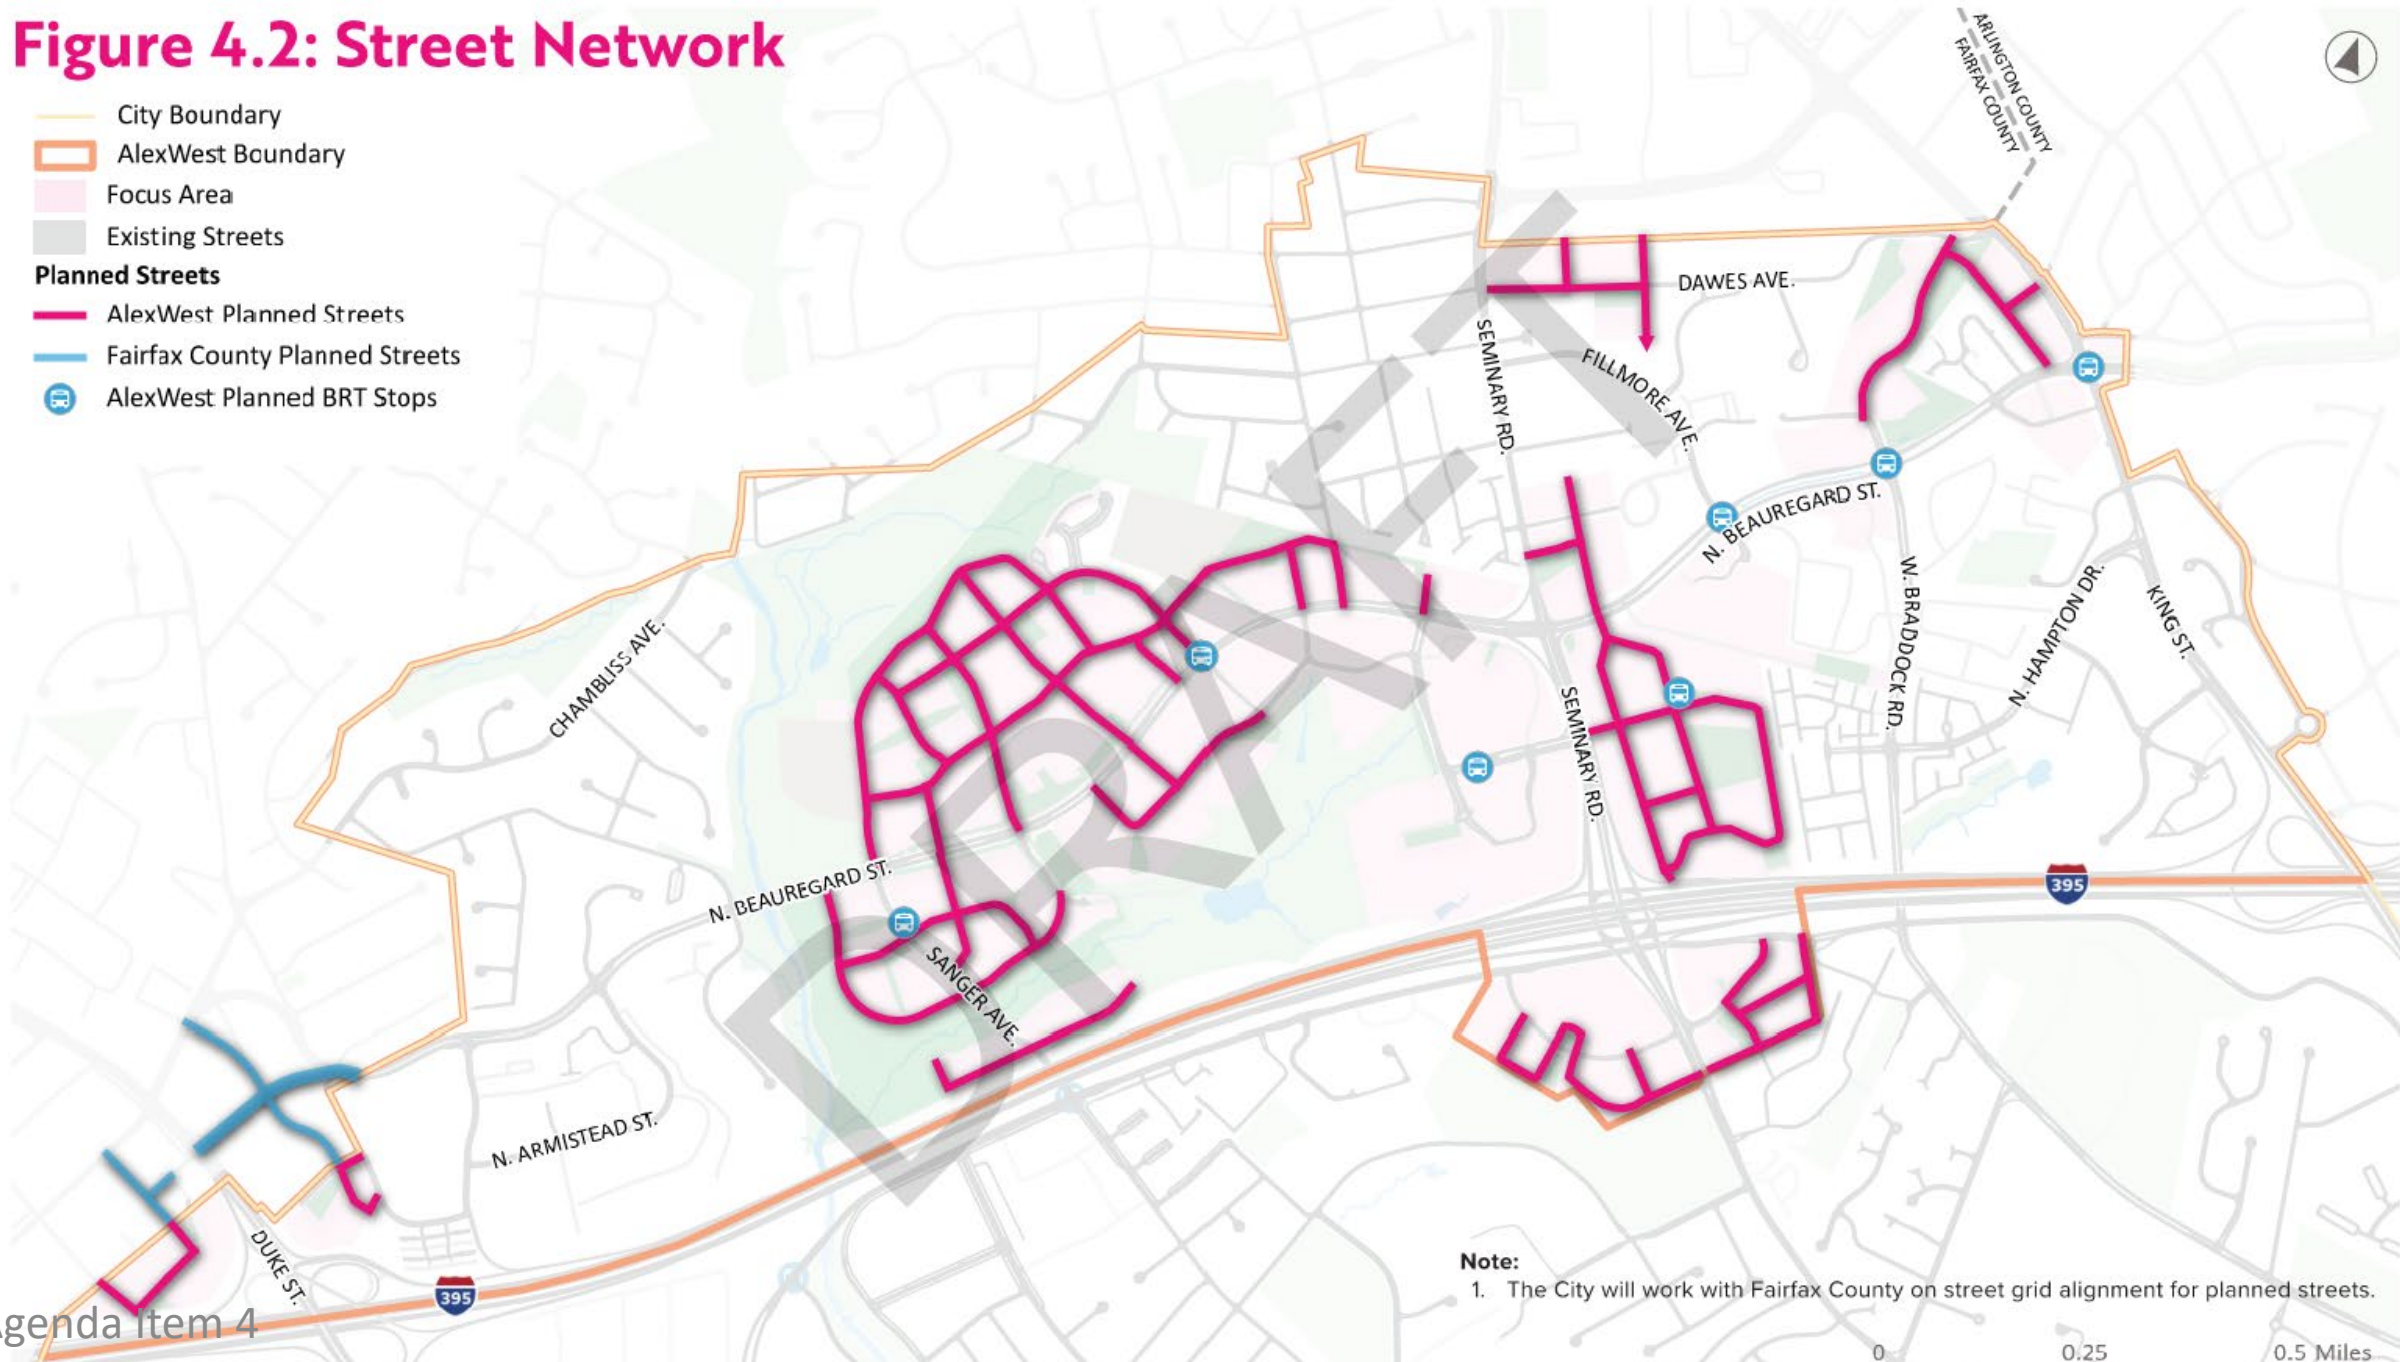 Figure 4.2: Street Network
City Boundary
AlexWest Boundary
Focus Area
Existing Streets
Planned Streets
AlexWest Planned Streets
Fairfax County Planned Streets
AlexWest Planned BRT Stops
ARLINGTON COUNTY
FAIRFAX COUNTY
DAWES AVE.
SEMINARY RD.
FILLMORE AVE.
N. BEAUREGARD ST.
W. BRADDOCK RD.
N. HAMPTON DR.
KING ST.
CHAMBLISS AVE.
SEMINARY RD.
N. BEAUREGARD ST.
395
SANGER AVE.
N. ARMISTEAD ST.
DUKE ST.
395
DRAFT
Note:
1. The City will work with Fairfax County on street grid alignment for planned streets.
genda Item 4
0 0.25 0.5 Miles